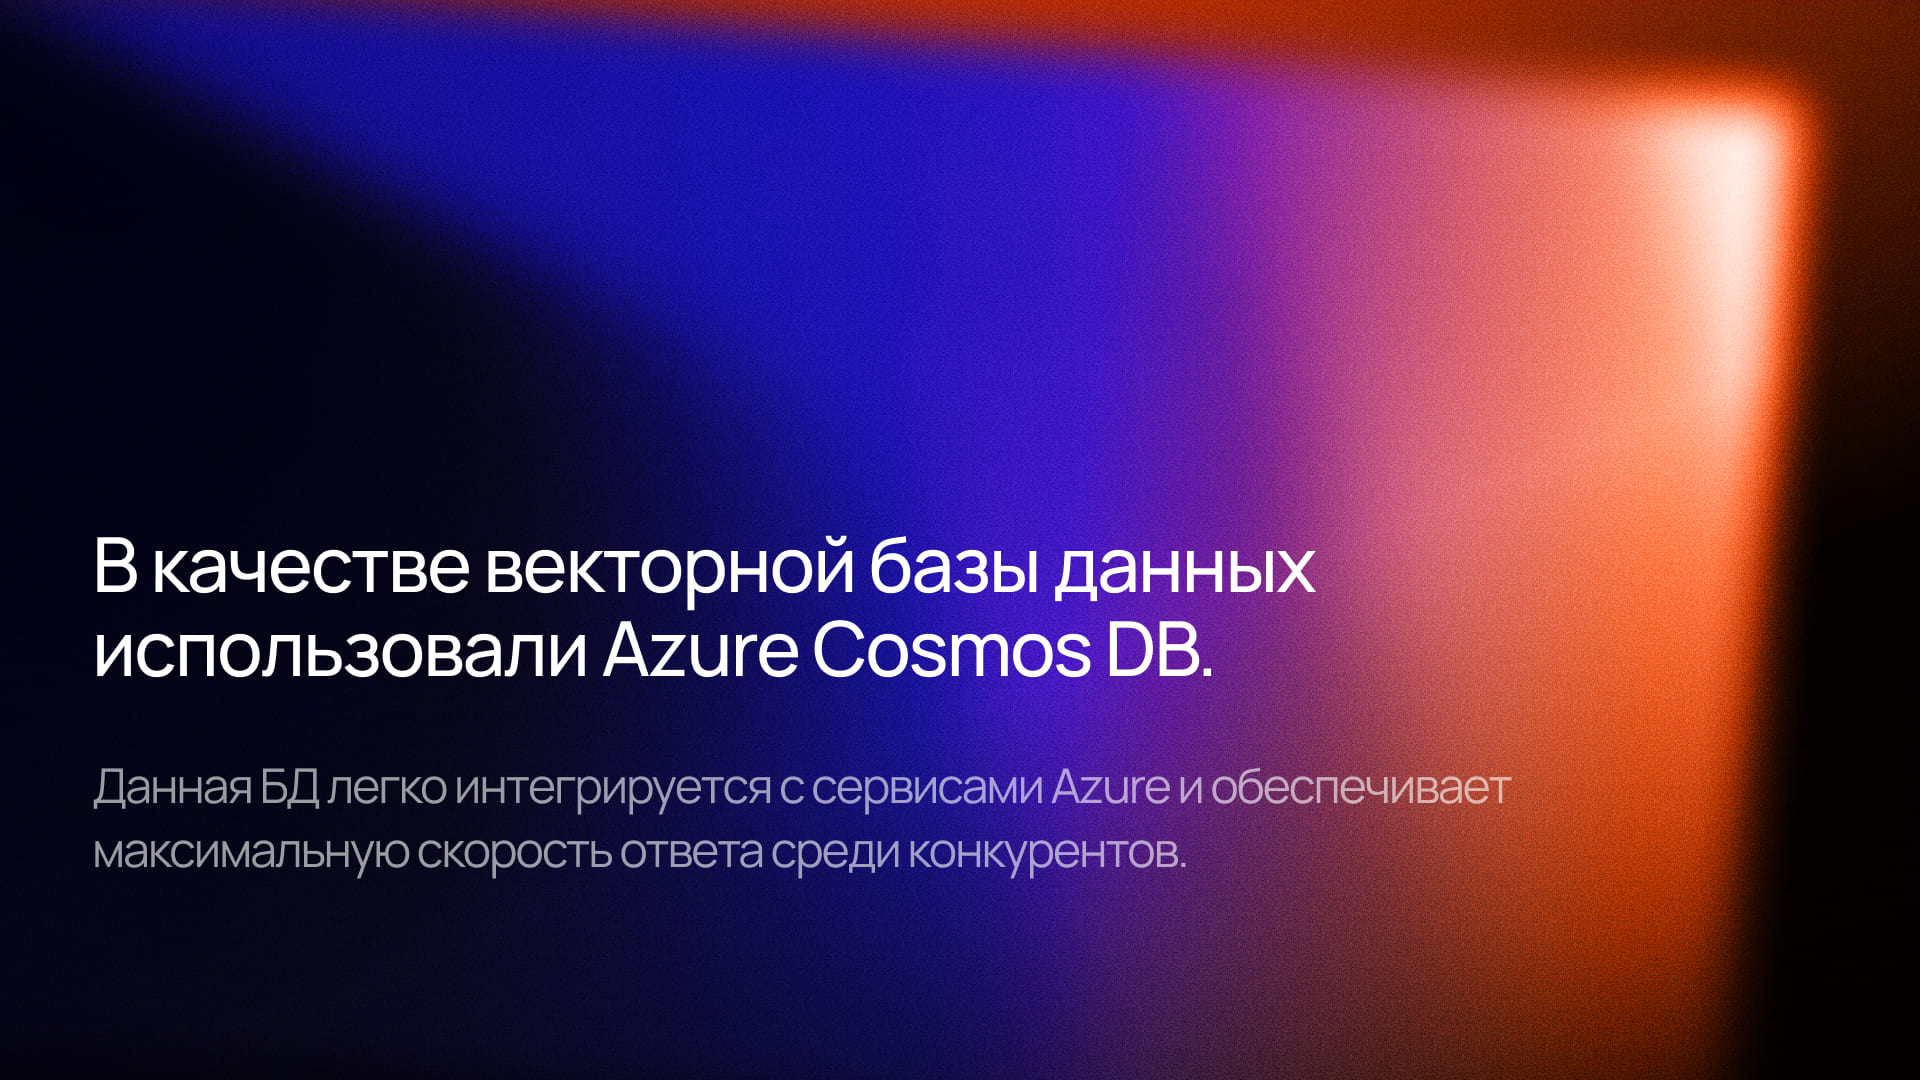 В качестве векторной базы данных
использовали Azure Cosmos DB.
Данная БД легко интегрируется с сервисами Azure и обеспечивает
максимальную скорость ответа среди конкурентов.